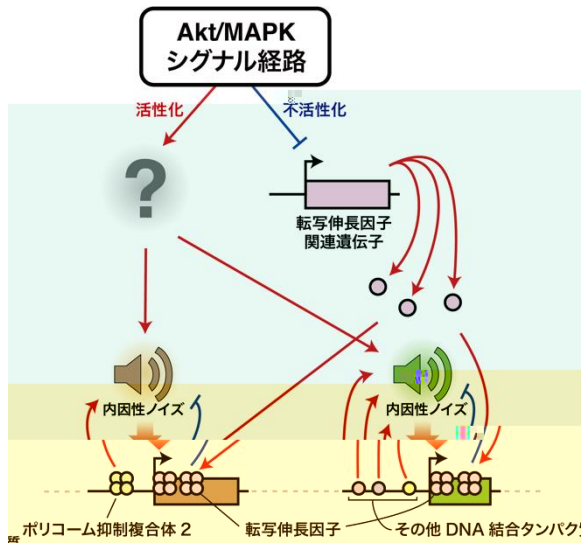 Akt/MAPK
シグナル経路
活性化
不活性化
?
転写伸長因子
関連遺伝子
内因性ノイズ
内因性ノイズ
ポリコーム抑制複合体 2
転写伸長因子
その他 DNA 結合タンパク
質